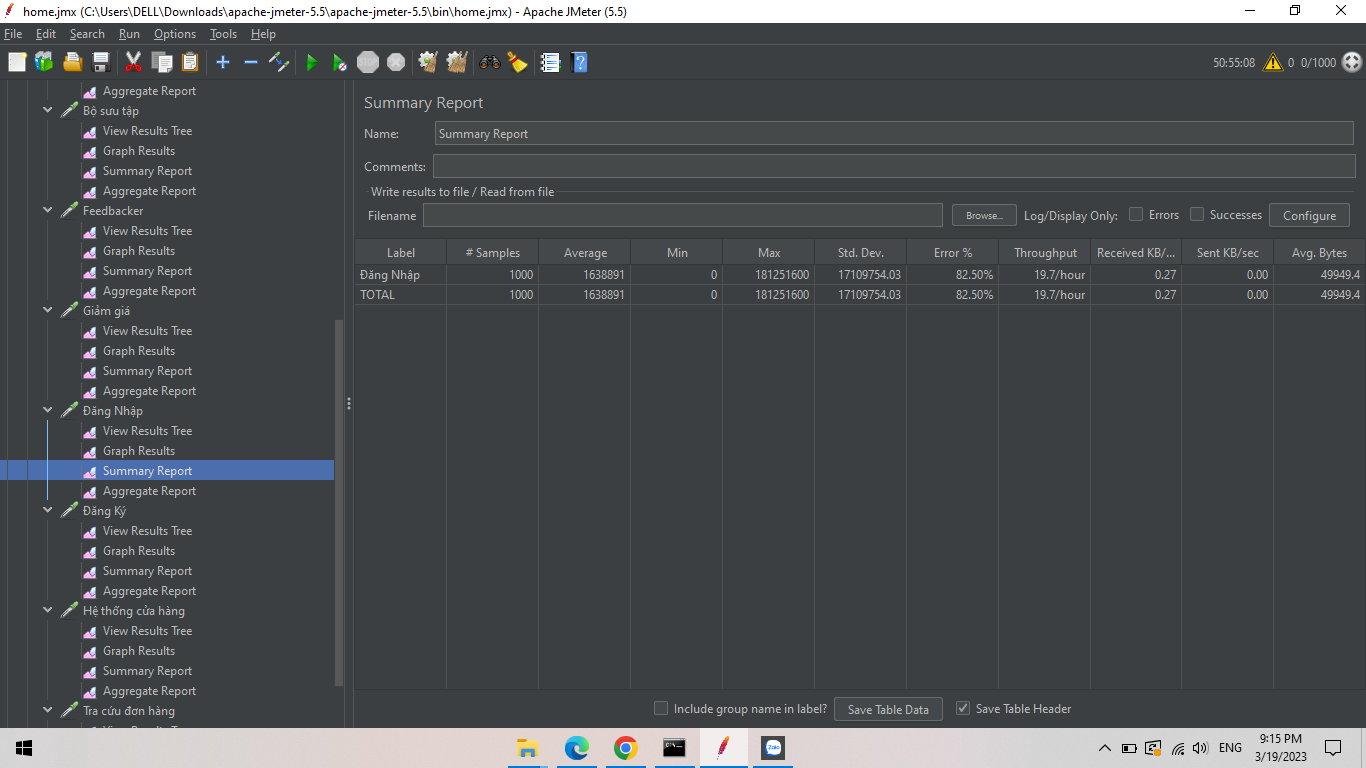 home.jmx (C:\Users\DELL\Downloads\apache-jmeter-5.5\apache-jmeter-5.5\bin\home.jmx) - Apache JMeter (5.5)
File Edit Search Run Options Tools Help
STOP 50:55:08 0 0/1000
Aggregate Report
Bộ sưu tập
View Results Tree
Graph Results
Summary Report
Aggregate Report
Feedbacker
View Results Tree
Graph Results
Summary Report
Aggregate Report
Giảm giá
View Results Tree
Graph Results
Summary Report
Aggregate Report
Đăng Nhập
View Results Tree
Graph Results
Summary Report
Aggregate Report
Đăng Ký
View Results Tree
Graph Results
Summary Report
Aggregate Report
Hệ thống cửa hàng
View Results Tree
Graph Results
Summary Report
Aggregate Report
Tra cứu đơn hàng
Summary Report
Name: Summary Report
Comments:
Write results to file / Read from file
Filename Browse... Log/Display Only: Errors Successes Configure
Label # Samples Average Min Max Std. Dev. Error % Throughput Received KB/... Sent KB/sec Avg. Bytes
Đăng Nhập 1000 1638891 0 181251600 17109754.03 82.50% 19.7/hour 0.27 0.00 49949.4
TOTAL 1000 1638891 0 181251600 17109754.03 82.50% 19.7/hour 0.27 0.00 49949.4
Include group name in label? Save Table Data Save Table Header
Zalo
ENG
9:15 PM
3/19/2023